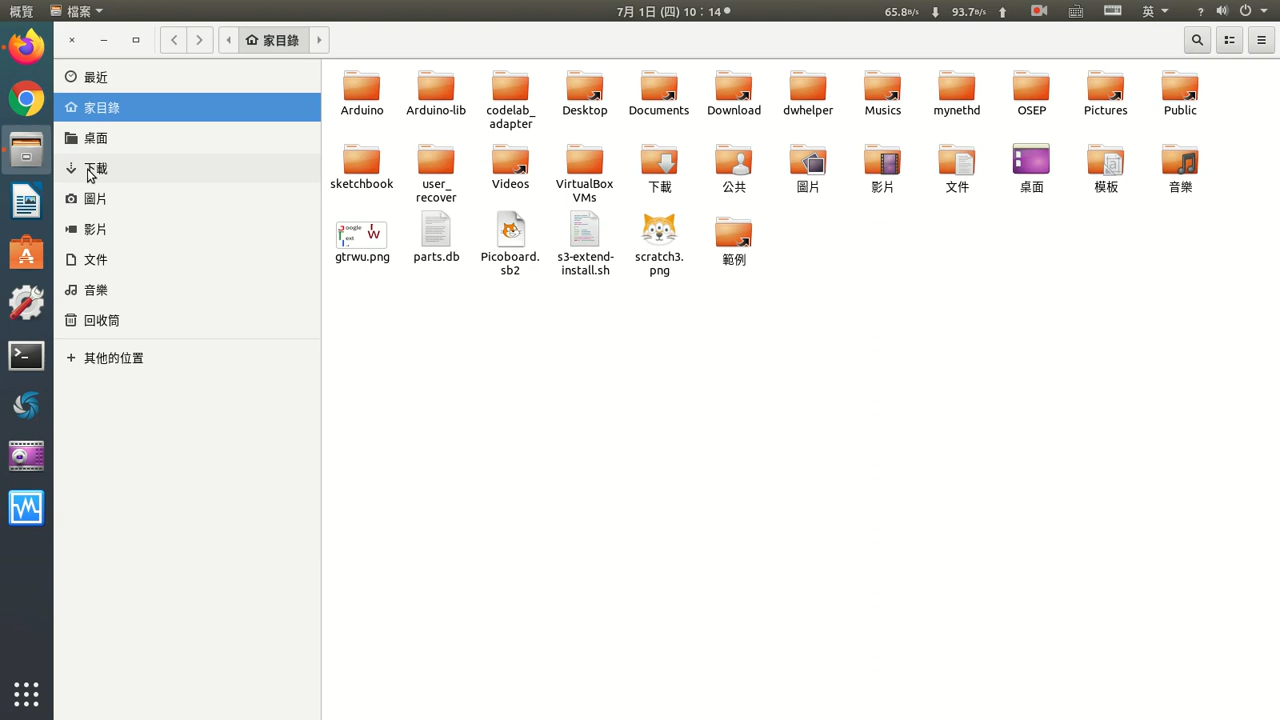 概覽 檔案 7月 1日 (四) 10：14 65.8B/s 93.7B/s 英 ?
家目錄
最近
家目錄
桌面
下載
圖片
影片
文件
音樂
回收筒
其他的位置
Arduino Arduino-lib codelab_ Desktop Documents Download dwhelper Musics mynethd OSEP Pictures Public
adapter
sketchbook user_ Videos VirtualBox 下載 公共 圖片 影片 文件 桌面 模板 音樂
recover VMs
gtrwu.png parts.db Picoboard. s3-extend- scratch3. 範例
sb2 install.sh png